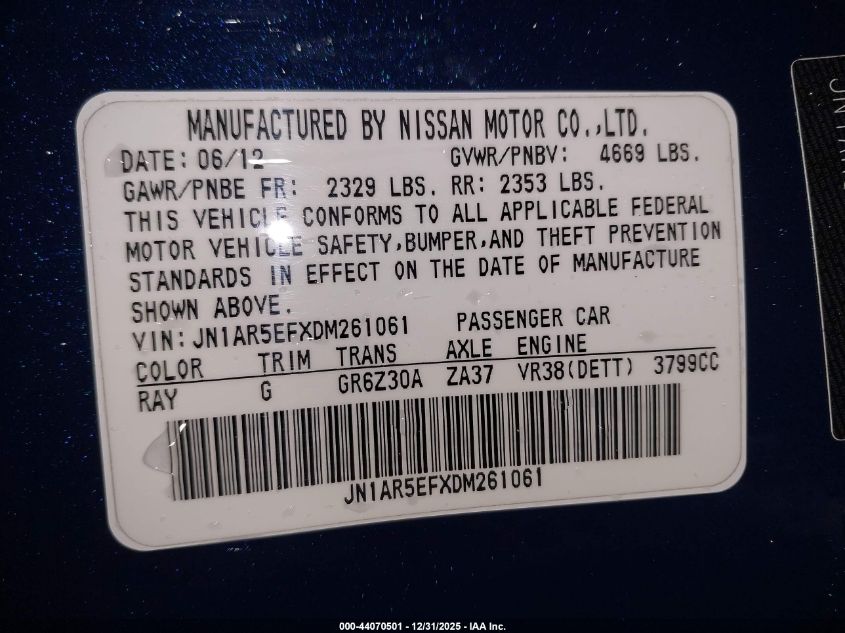 MANUFACTURED BY NISSAN MOTOR CO.,LTD.
DATE: 06/12 GVWR/PNBV: 4669 LBS.
GAWR/PNBE FR: 2329 LBS. RR: 2353 LBS.
THIS VEHICLE CONFORMS TO ALL APPLICABLE FEDERAL
MOTOR VEHICLE SAFETY,BUMPER,AND THEFT PREVENTION
STANDARDS IN EFFECT ON THE DATE OF MANUFACTURE
SHOWN ABOVE.
VIN: JN1AR5EFXDM261061 PASSENGER CAR
COLOR TRIM TRANS AXLE ENGINE
RAY G GR6Z30A ZA37 VR38(DETT) 3799CC
JN1AR5EFXDM261061
000-44070501 - 12/31/2025 - IAA Inc.